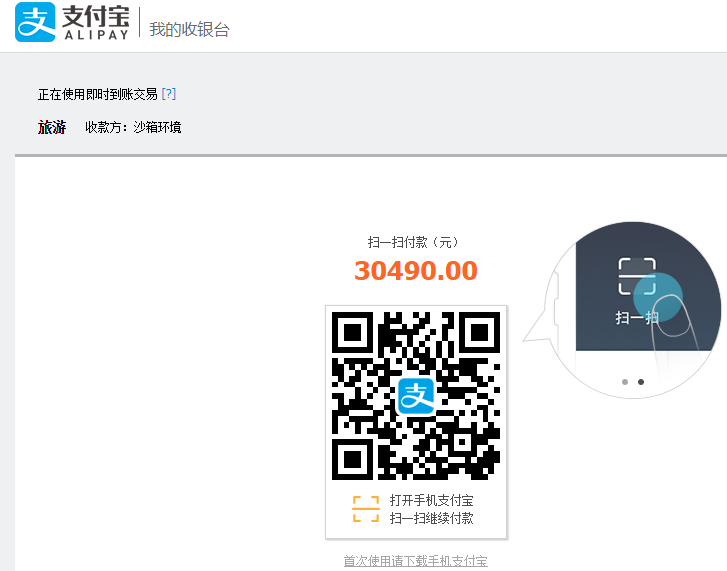 支付宝
ALIPAY
我的收银台
正在使用即时到账交易 [?]
旅游 收款方：沙箱环境
扫一扫付款（元）
30490.00
扫一扫
支
打开手机支付宝
扫一扫继续付款
首次使用请下载手机支付宝